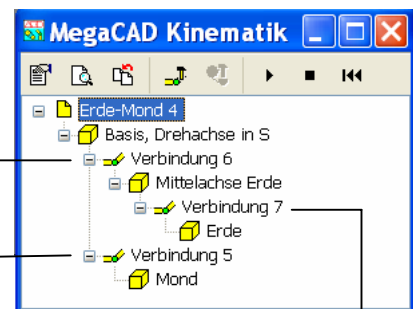 MegaCAD Kinematik
Erde-Mond 4
Basis, Drehachse in S
Verbindung 6
Mittelachse Erde
Verbindung 7
Erde
Verbindung 5
Mond